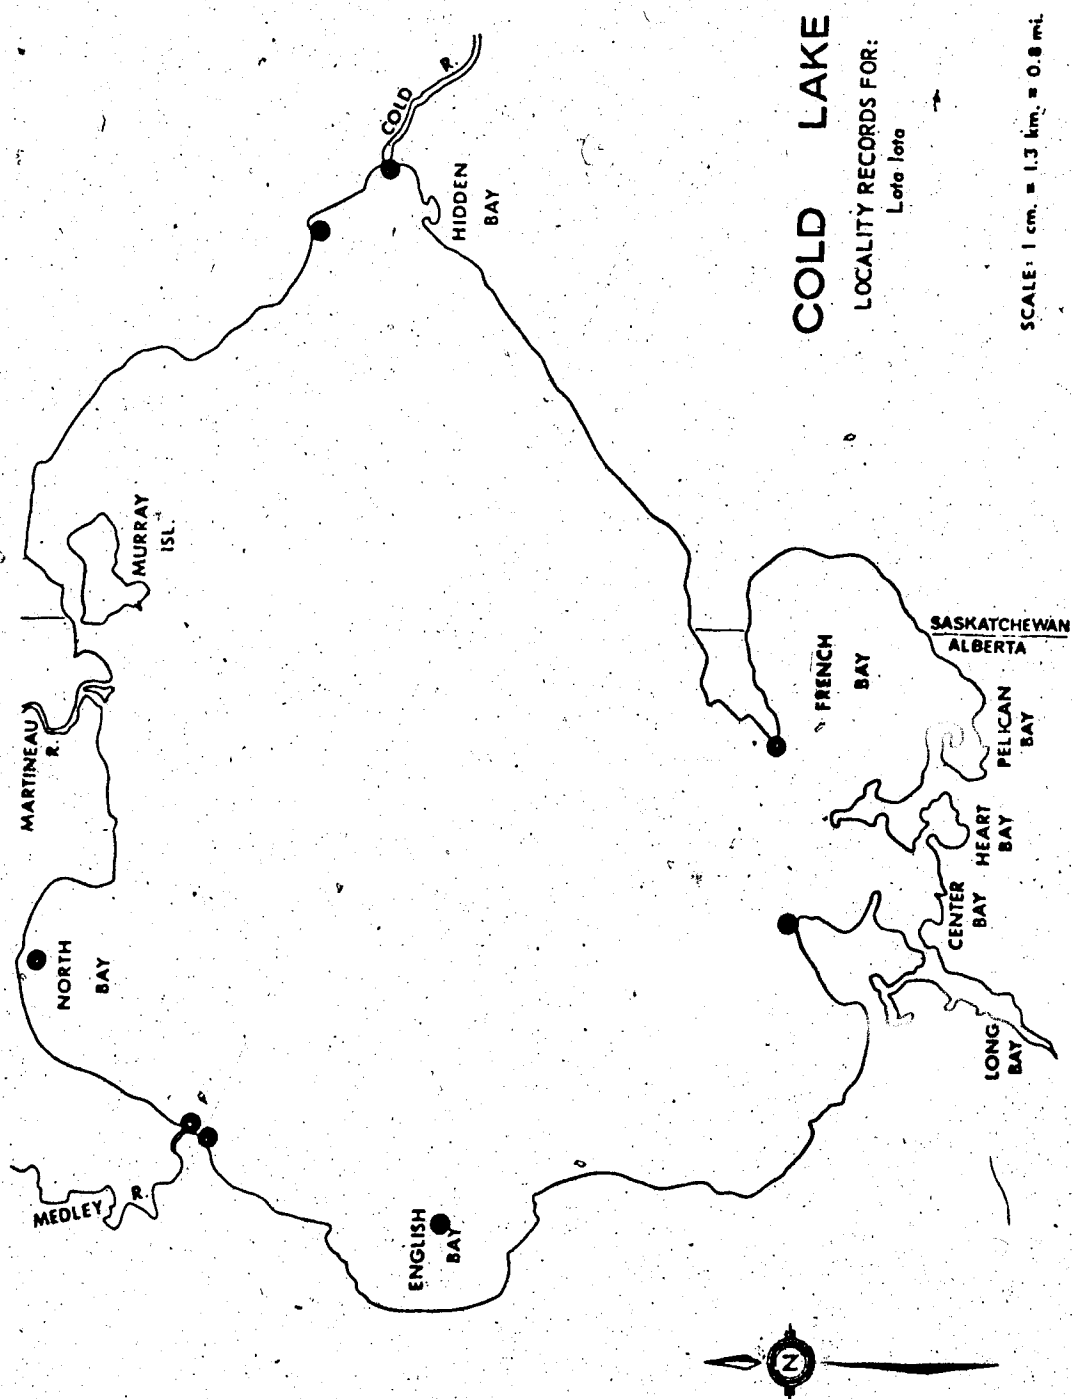 COLD LAKE
LOCALITY RECORDS FOR:
Lota lota
SCALE: 1 cm. = 1.3 km. = 0.8 mi.
COLD R.
HIDDEN
BAY
MURRAY
ISL.
MARTINEAU
R.
NORTH
BAY
MEDLEY R.
ENGLISH
BAY
FRENCH
BAY
SASKATCHEWAN
ALBERTA
PELICAN
BAY
HEART
BAY
CENTER
BAY
LONG
BAY
N